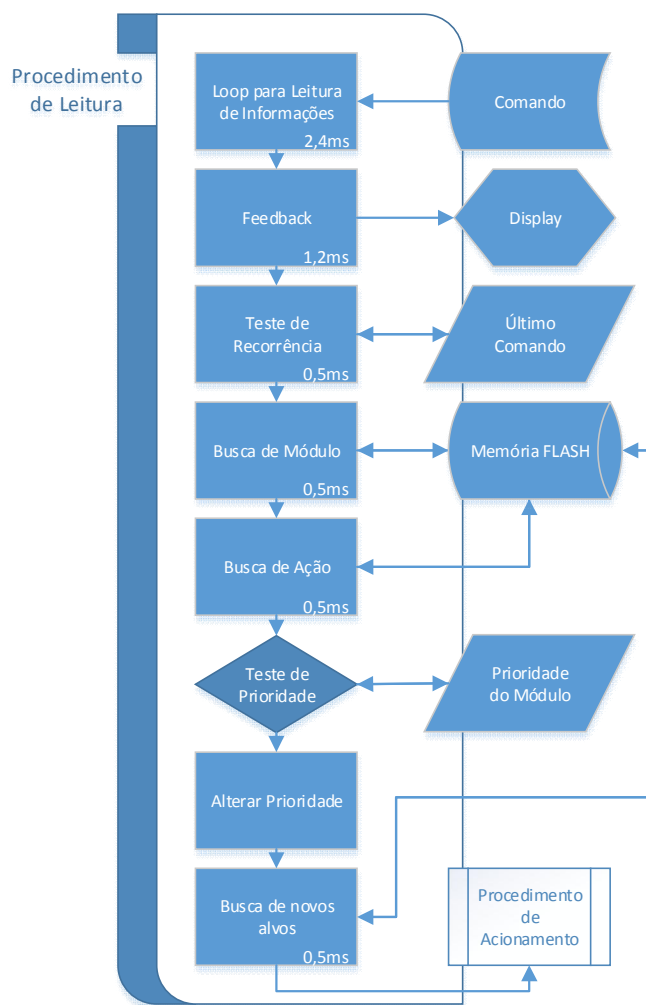 Procedimento
de Leitura
Loop para Leitura
de Informações
2,4ms
Comando
Feedback
1,2ms
Display
Teste de
Recorrência
0,5ms
Último
Comando
Busca de Módulo
0,5ms
Memória FLASH
Busca de Ação
0,5ms
Teste de
Prioridade
Prioridade
do Módulo
Alterar Prioridade
Busca de novos
alvos
0,5ms
Procedimento
de
Acionamento